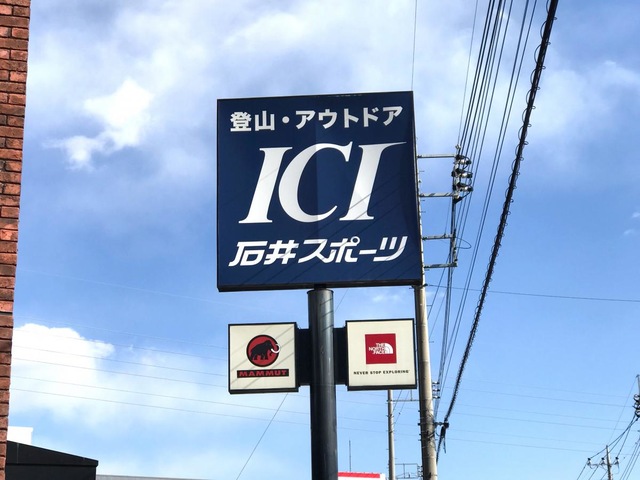 登山・アウトドア
ICI
石井スポーツ
MAMMUT
THE
NORTH
FACE
NEVER STOP EXPLORING